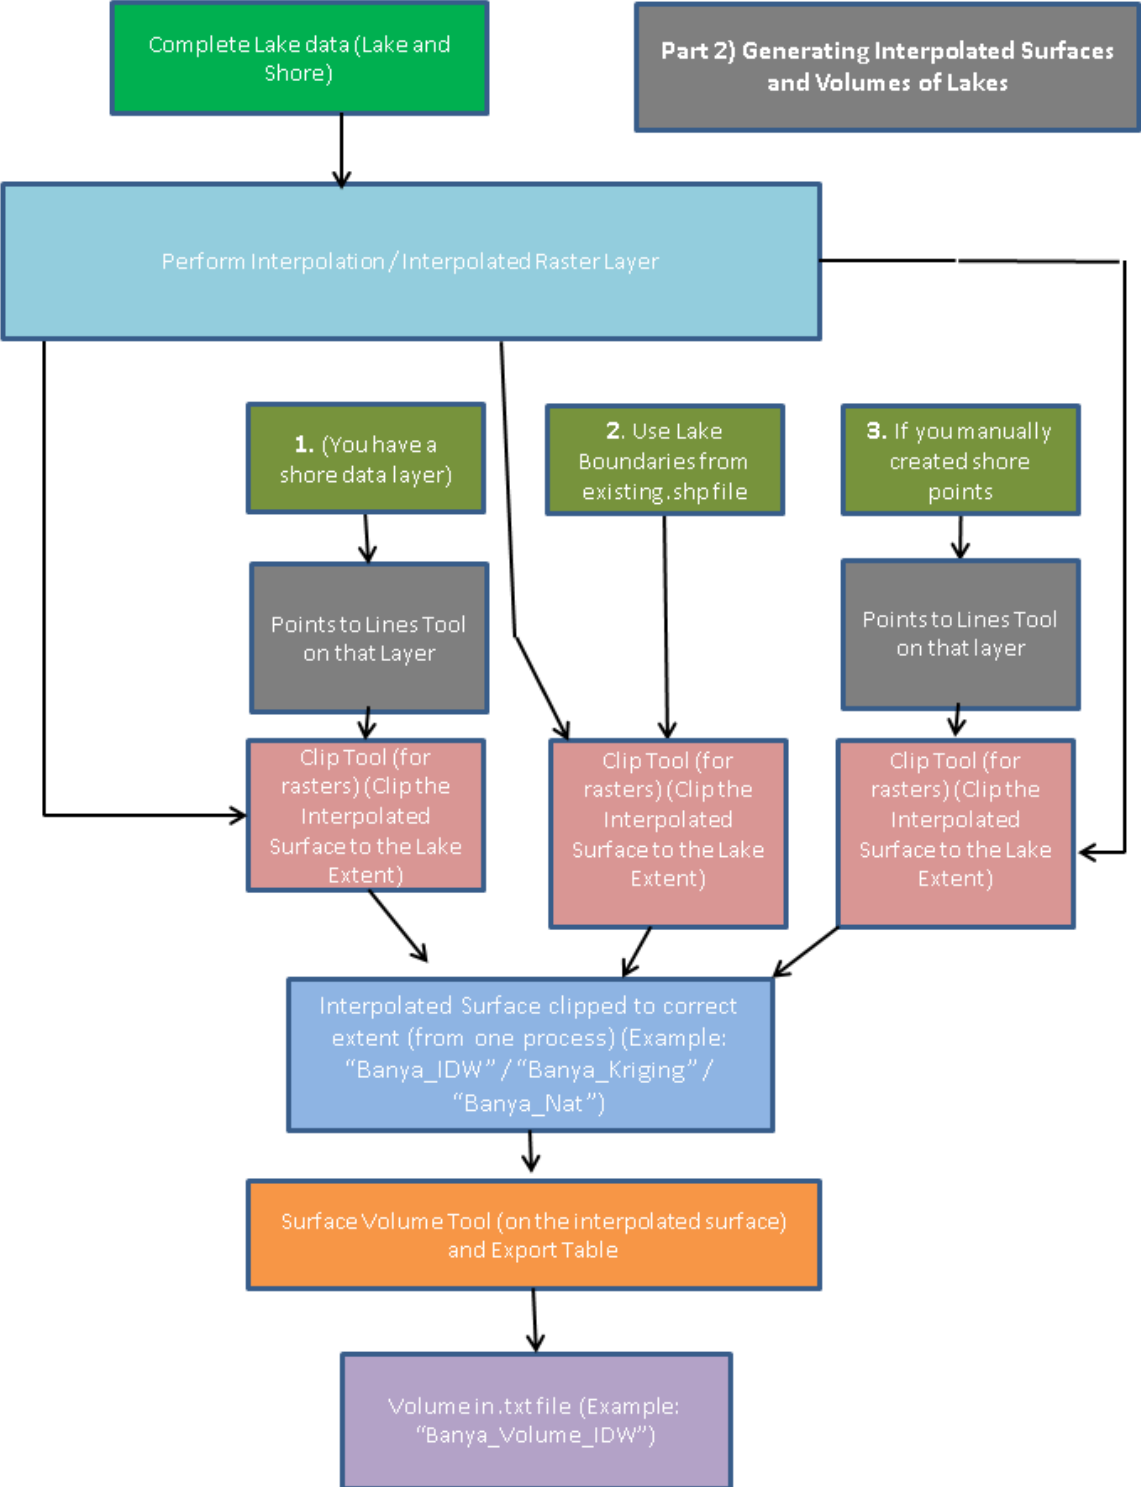 Complete Lake data (Lake and
Shore)
Part 2) Generating Interpolated Surfaces
and Volumes of Lakes
Perform Interpolation / Interpolated Raster Layer
1. (You have a
shore data layer)
2. Use Lake
Boundaries from
existing .shp file
3. If you manually
created shore
points
Points to Lines Tool
on that Layer
Points to Lines Tool
on that layer
Clip Tool (for
rasters) (Clip the
Interpolated
Surface to the Lake
Extent)
Clip Tool (for
rasters) (Clip the
Interpolated
Surface to the Lake
Extent)
Clip Tool (for
rasters) (Clip the
Interpolated
Surface to the Lake
Extent)
Interpolated Surface clipped to correct
extent (from one process) (Example:
“Banya_IDW” / “Banya_Kriging” /
“Banya_Nat”)
Surface Volume Tool (on the interpolated surface)
and Export Table
Volume in .txt file (Example:
“Banya_Volume_IDW”)